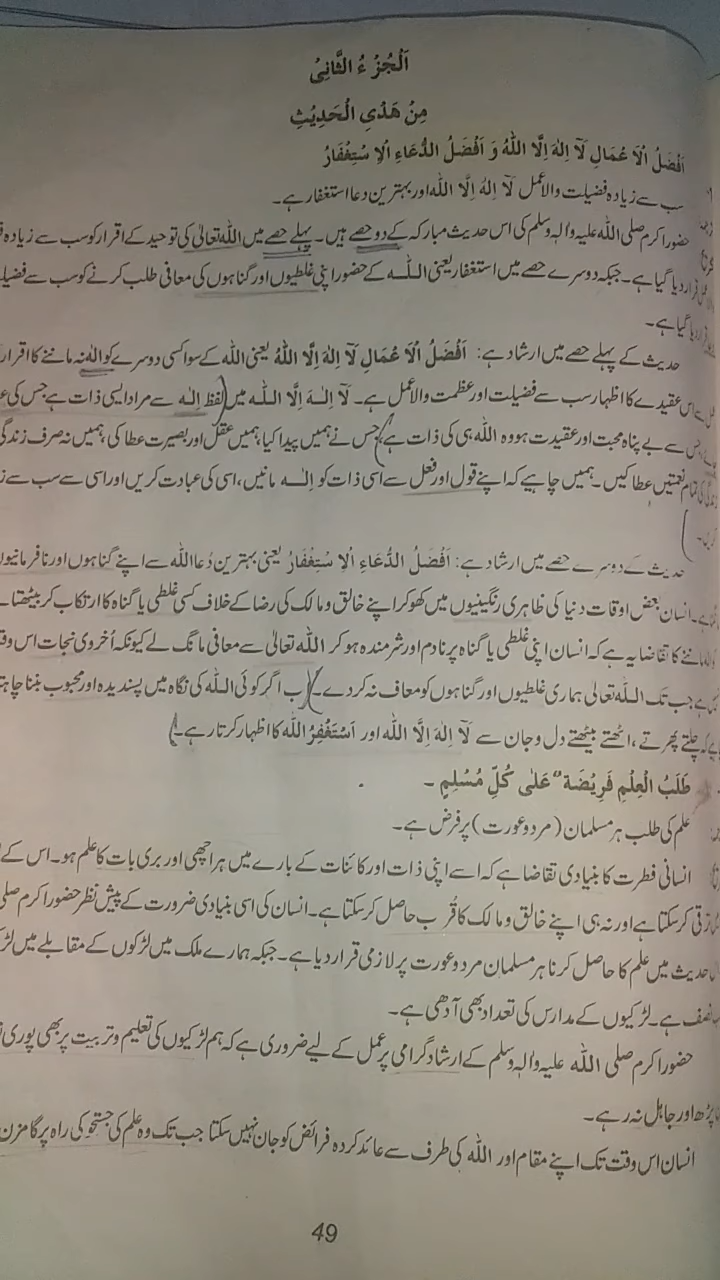 اَلْجُزْءُ الثَّانِیْ
مِنْ هَدْیِ الْحَدِیْثِ
اَفْضَلُ الْاَعْمَالِ لَآ اِلٰهَ اِلَّا اللّٰهُ وَ اَفْضَلُ الدُّعَاءِ الْاِسْتِغْفَارُ
سب سے زیادہ فضیلت والا عمل لَآ اِلٰهَ اِلَّا اللّٰه اور بہترین دعا استغفار ہے۔
حضور اکرم صلی اللہ علیہ والہٖ وسلم کی اس حدیث مبارکہ کے دو حصے ہیں۔ پہلے حصے میں اللہ تعالیٰ کی توحید کے اقرار کو سب سے زیادہ
قرار دیا گیا ہے۔ جبکہ دوسرے حصے میں استغفار یعنی اللہ کے حضور اپنی غلطیوں اور گناہوں کی معافی طلب کرنے کو سب سے
دیا گیا ہے۔
حدیث کے پہلے حصے میں ارشاد ہے: اَفْضَلُ الْاَعْمَالِ لَآ اِلٰهَ اِلَّا اللّٰهُ یعنی اللہ کے سوا کسی دوسرے کو الٰہ نہ ماننے کا اقرار
اس عقیدے کا اظہار سب سے فضیلت اور عظمت والا عمل ہے۔ لَآ اِلٰهَ اِلَّا اللّٰه میں (لفظ اِلٰه سے مراد ایسی ذات ہے جس کی
جس سے بے پناہ محبت اور عقیدت ہو وہ اللہ ہی کی ذات ہے) جس نے ہمیں پیدا کیا، ہمیں عقل اور بصیرت عطا کی، ہمیں نہ صرف زندگی
کی تمام نعمتیں عطا کیں۔ ہمیں چاہیے کہ اپنے قول اور فعل سے اسی ذات کو اِلٰه مانیں، اسی کی عبادت کریں اور اسی سے سب سے
حدیث کے دوسرے حصے میں ارشاد ہے: اَفْضَلُ الدُّعَاءِ الْاِسْتِغْفَارُ یعنی بہترین دُعا اللہ سے اپنے گناہوں اور
ہے۔ انسان بعض اوقات دنیا کی ظاہری رنگینیوں میں کھو کر اپنے خالق و مالک کی رضا کے خلاف کسی غلطی یا گناہ کا ارتکاب کر بیٹھتا
ماننے کا تقاضا یہ ہے کہ انسان اپنی غلطی یا گناہ پر نادم اور شرمندہ ہو کر اللہ تعالیٰ سے معافی مانگ لے کیونکہ اُخروی نجات اس
ہے جب تک اللہ تعالیٰ ہماری غلطیوں اور گناہوں کو معاف نہ کر دے۔ (اب اگر کوئی اللہ کی نگاہ میں پسندیدہ اور محبوب بننا
کہ چلتے پھرتے، اٹھتے بیٹھتے دل و جان سے لَآ اِلٰهَ اِلَّا اللّٰه اور اَسْتَغْفِرُ اللّٰه کا اظہار کرتا رہے۔)
طَلَبُ الْعِلْمِ فَرِیْضَةٌ عَلٰی كُلِّ مُسْلِمٍ۔
علم کی طلب ہر مسلمان (مرد و عورت) پر فرض ہے۔
انسانی فطرت کا بنیادی تقاضا ہے کہ اسے اپنی ذات اور کائنات کے بارے میں ہر اچھی اور بری بات کا علم ہو۔ اس کے
ترقی کر سکتا ہے اور نہ ہی اپنے خالق و مالک کا قُرب حاصل کر سکتا ہے۔ انسان کی اسی بنیادی ضرورت کے پیش نظر حضور اکرم
حدیث میں علم کا حاصل کرنا ہر مسلمان مرد و عورت پر لازمی قرار دیا ہے۔ جبکہ ہمارے ملک میں لڑکوں کے مقابلے میں
نصف ہے۔ لڑکیوں کے مدارس کی تعداد بھی آدھی ہے۔
حضور اکرم صلی اللہ علیہ والہٖ وسلم کے ارشاد گرامی پر عمل کے لیے ضروری ہے کہ ہم لڑکیوں کی تعلیم و تربیت پر بھی پوری
اور جاہل نہ رہے۔
انسان اس وقت تک اپنے مقام اور اللہ کی طرف سے عائد کردہ فرائض کو جان نہیں سکتا جب تک وہ علم کی جستجو کی راہ پر گامزن
49